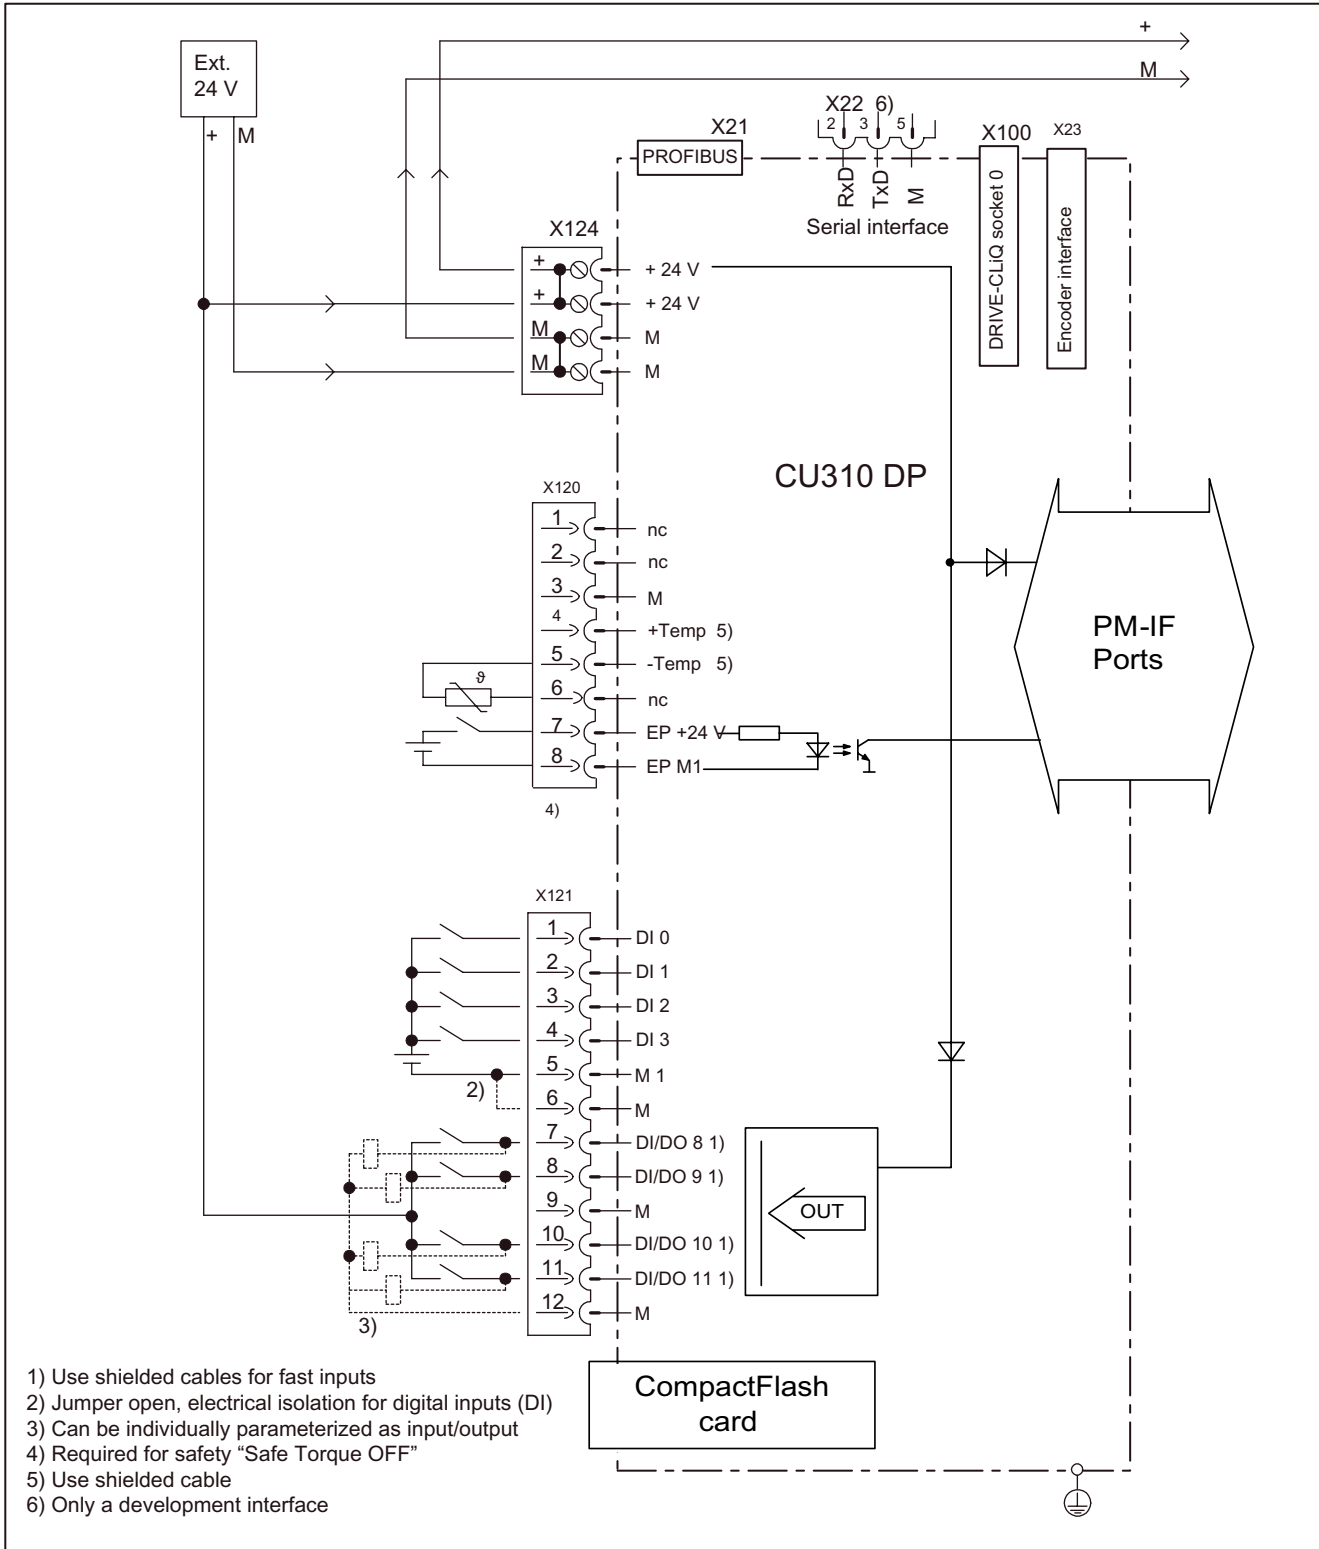 +
M
Ext.
24 V
+ M
X21
PROFIBUS
X22 6)
2 3 5
RxD
TxD
M
Serial interface
X100
DRIVE-CLiQ socket 0
X23
Encoder interface
X124
+ + 24 V
+ + 24 V
M M
M M
CU310 DP
X120
1 nc
2 nc
3 M
4 +Temp 5)
5 -Temp 5)
ϑ
6 nc
7 EP +24 V
8 EP M1
4)
PM-IF
Ports
X121
1 DI 0
2 DI 1
3 DI 2
4 DI 3
5 M 1
2)
6 M
7 DI/DO 8 1)
8 DI/DO 9 1)
9 M
10 DI/DO 10 1)
11 DI/DO 11 1)
12 M
3)
OUT
CompactFlash
card
1) Use shielded cables for fast inputs
2) Jumper open, electrical isolation for digital inputs (DI)
3) Can be individually parameterized as input/output
4) Required for safety “Safe Torque OFF”
5) Use shielded cable
6) Only a development interface